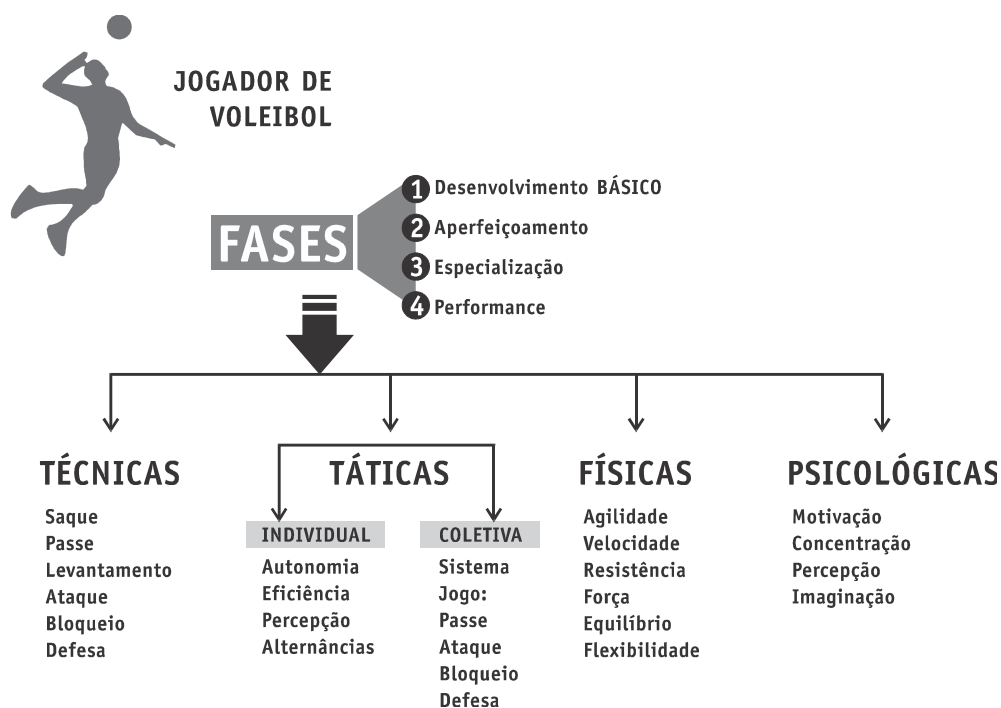 JOGADOR DE
VOLEIBOL
FASES
1 Desenvolvimento BÁSICO
2 Aperfeiçoamento
3 Especialização
4 Performance
TÉCNICAS
Saque
Passe
Levantamento
Ataque
Bloqueio
Defesa
TÁTICAS
INDIVIDUAL
Autonomia
Eficiência
Percepção
Alternâncias
COLETIVA
Sistema
Jogo:
Passe
Ataque
Bloqueio
Defesa
FÍSICAS
Agilidade
Velocidade
Resistência
Força
Equilíbrio
Flexibilidade
PSICOLÓGICAS
Motivação
Concentração
Percepção
Imaginação